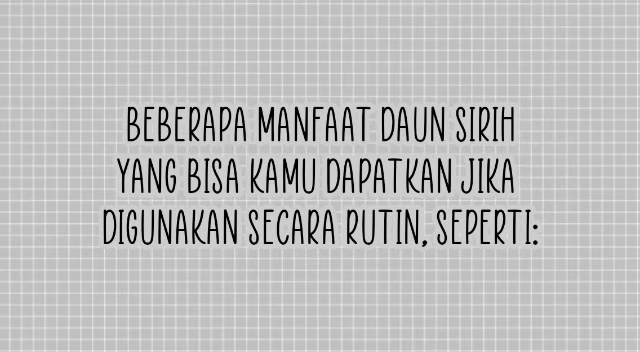 BEBERAPA MANFAAT DAUN SIRIH
YANG BISA KAMU DAPATKAN JIKA
DIGUNAKAN SECARA RUTIN, SEPERTI: